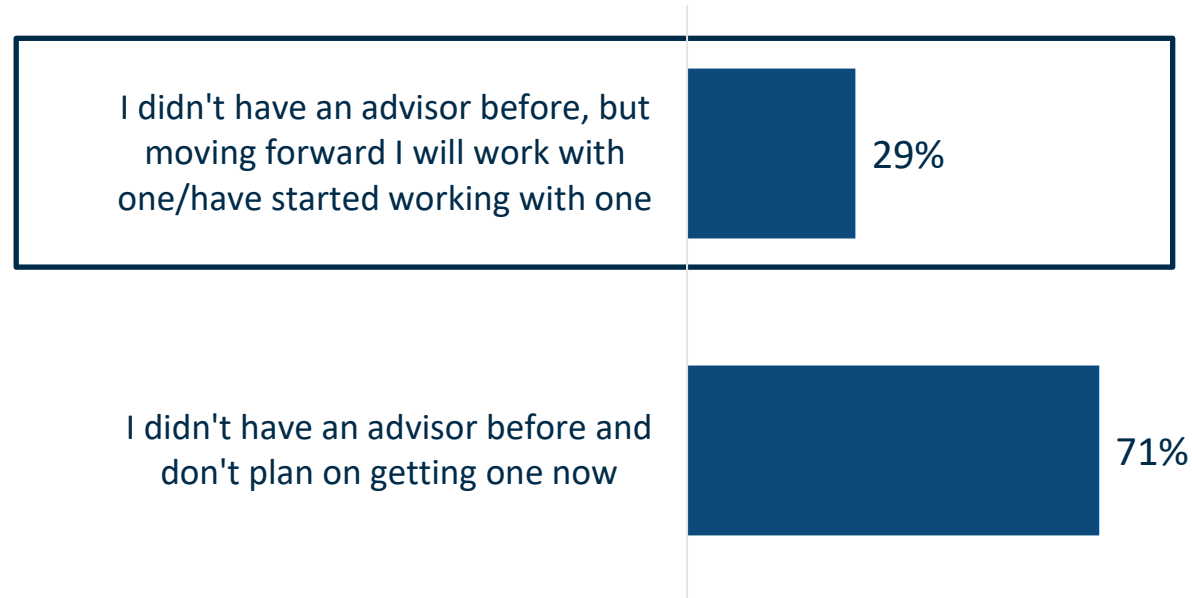 I didn't have an advisor before, but
moving forward I will work with
one/have started working with one
29%
I didn't have an advisor before and
don't plan on getting one now
71%